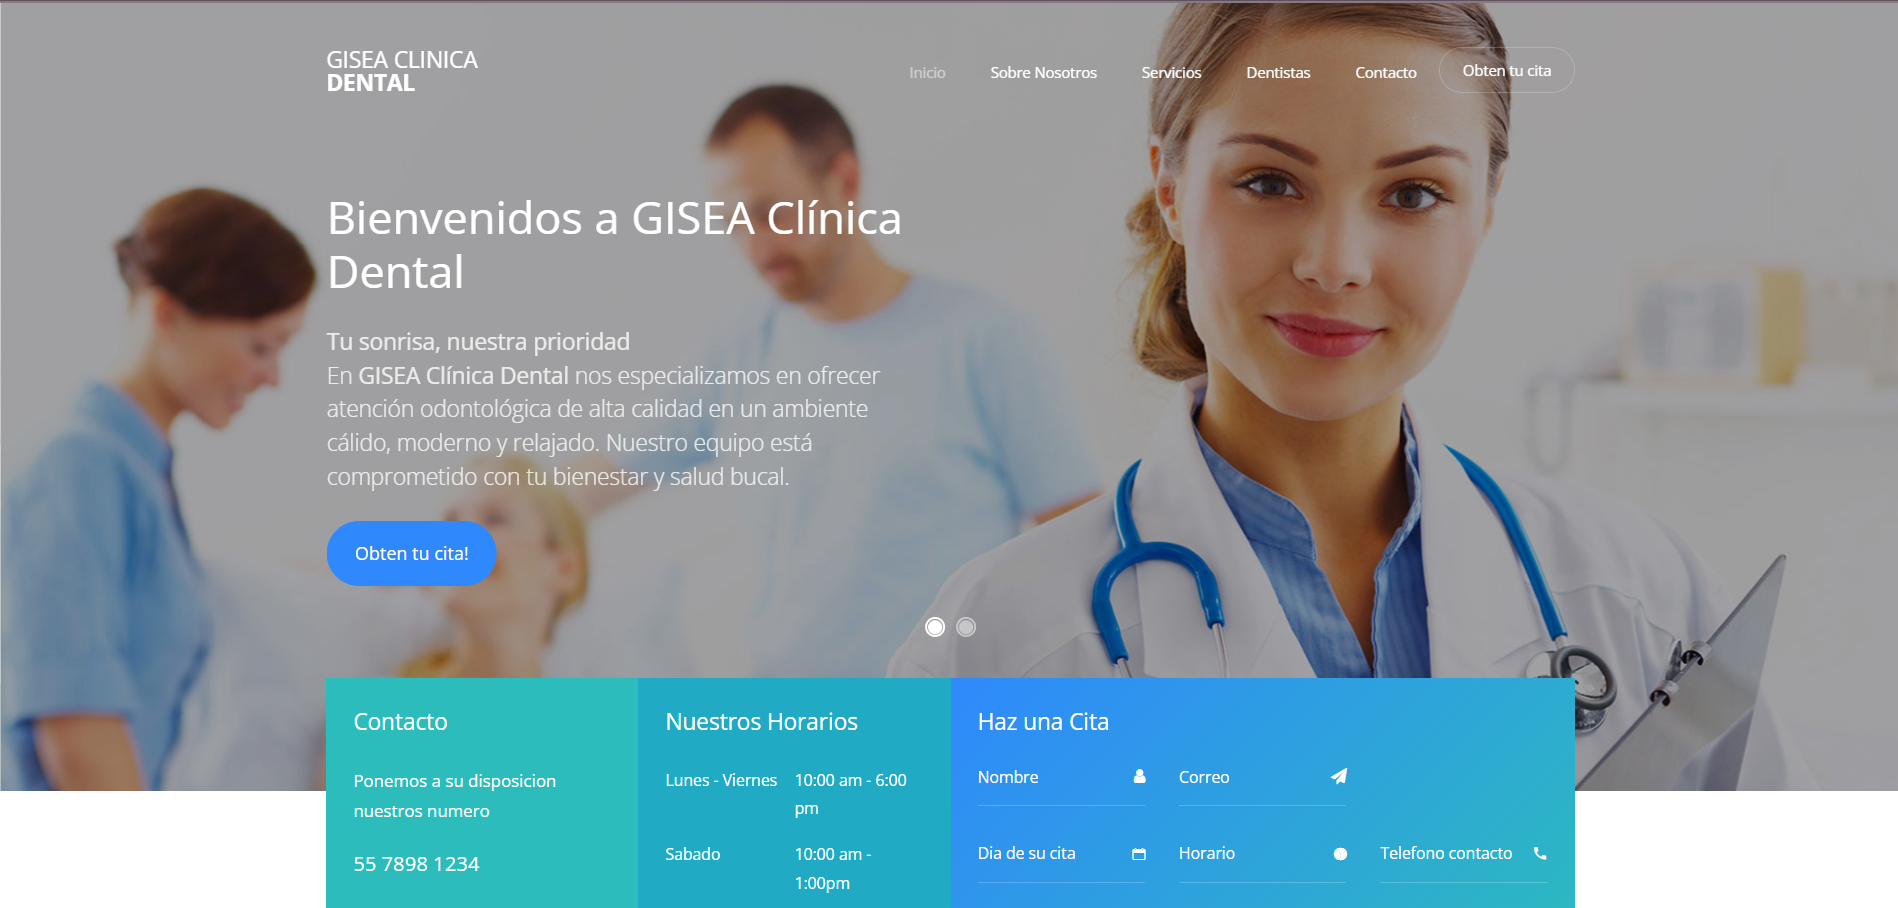 GISEA CLINICA
DENTAL
Inicio
Sobre Nosotros
Servicios
Dentistas
Contacto
Obten tu cita
Bienvenidos a GISEA Clínica
Dental
Tu sonrisa, nuestra prioridad
En GISEA Clínica Dental nos especializamos en ofrecer
atención odontológica de alta calidad en un ambiente
cálido, moderno y relajado. Nuestro equipo está
comprometido con tu bienestar y salud bucal.
Obten tu cita!
Contacto
Ponemos a su disposicion
nuestros numero
55 7898 1234
Nuestros Horarios
Lunes - Viernes 10:00 am - 6:00
pm
Sabado 10:00 am -
1:00pm
Haz una Cita
Nombre
Correo
Dia de su cita
Horario
Telefono contacto